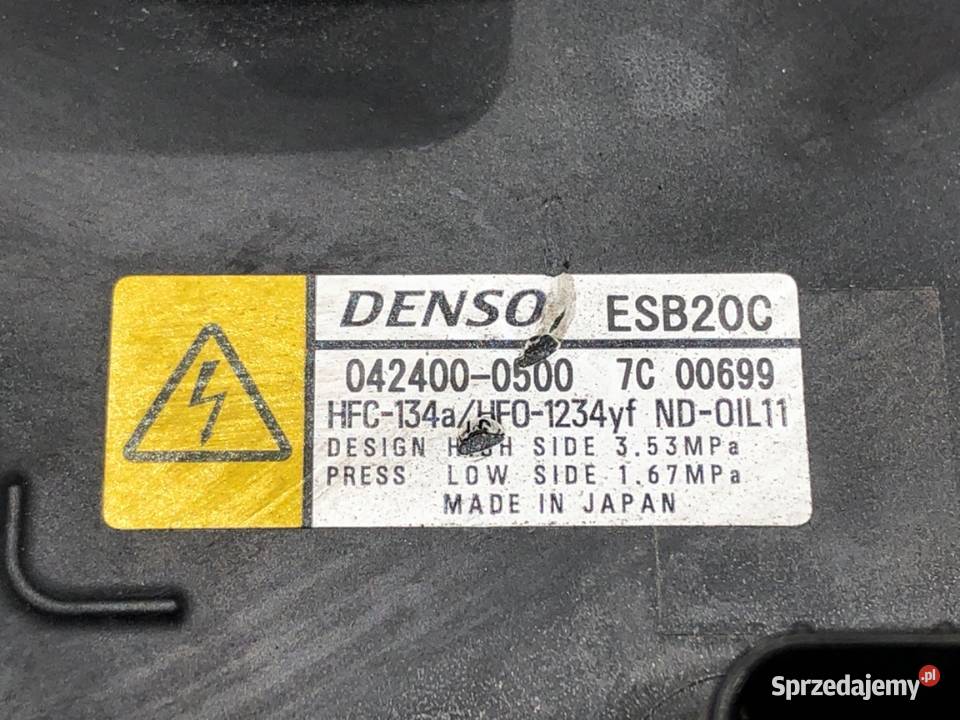 DENSO ESB20C
042400-0500 7C 00699
HFC-134a/HFO-1234yf ND-OIL11
DESIGN HIGH SIDE 3.53MPa
PRESS LOW SIDE 1.67MPa
MADE IN JAPAN
Sprzedajemy.pl